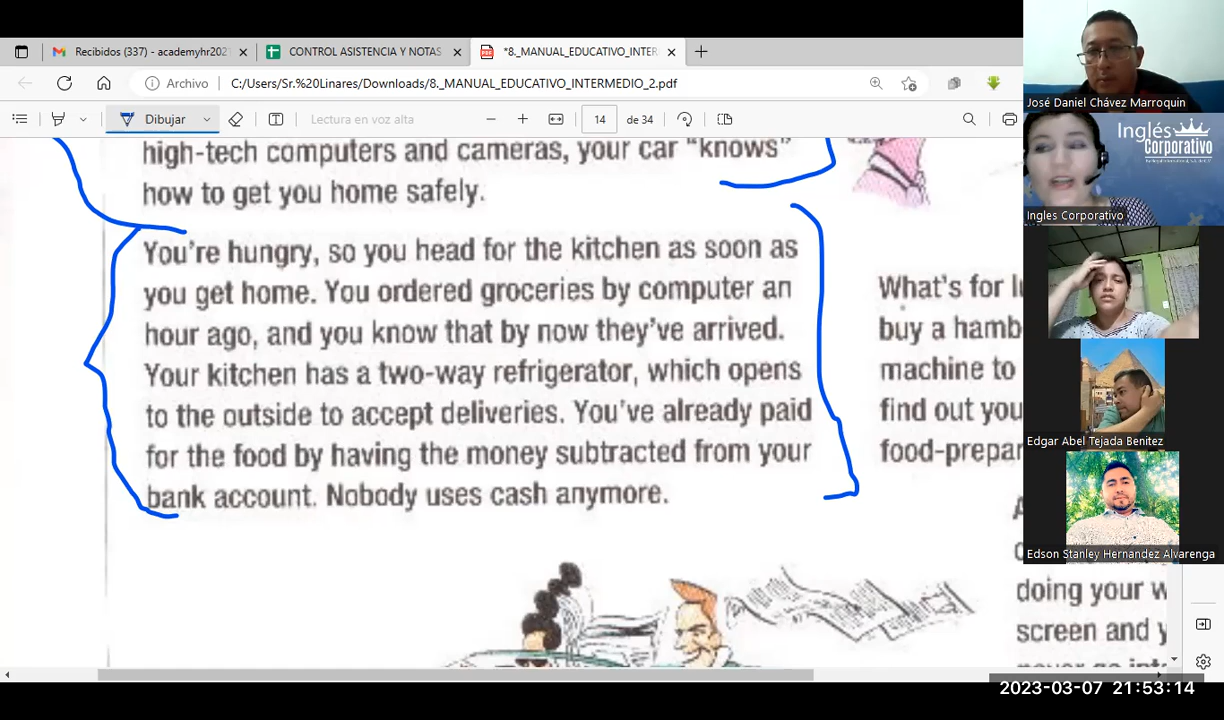 Recibidos (337) - academyhr202
CONTROL ASISTENCIA Y NOTAS
*8._MANUAL_EDUCATIVO_INTER
Archivo
C:/Users/Sr.%20Linares/Downloads/8._MANUAL_EDUCATIVO_INTERMEDIO_2.pdf
Dibujar
Lectura en voz alta
14
de 34
high-tech computers and cameras, your car “knows”
how to get you home safely.
You're hungry, so you head for the kitchen as soon as
you get home. You ordered groceries by computer an
hour ago, and you know that by now they've arrived.
Your kitchen has a two-way refrigerator, which opens
to the outside to accept deliveries. You've already paid
for the food by having the money subtracted from your
bank account. Nobody uses cash anymore.
What's for l
buy a hamb
machine to
find out you
food-prepar
doing your w
screen and y
José Daniel Chávez Marroquin
Inglés
Corporativo
Ingles Corporativo
Edgar Abel Tejada Benitez
Edson Stanley Hernandez Alvarenga
2023-03-07 21:53:14